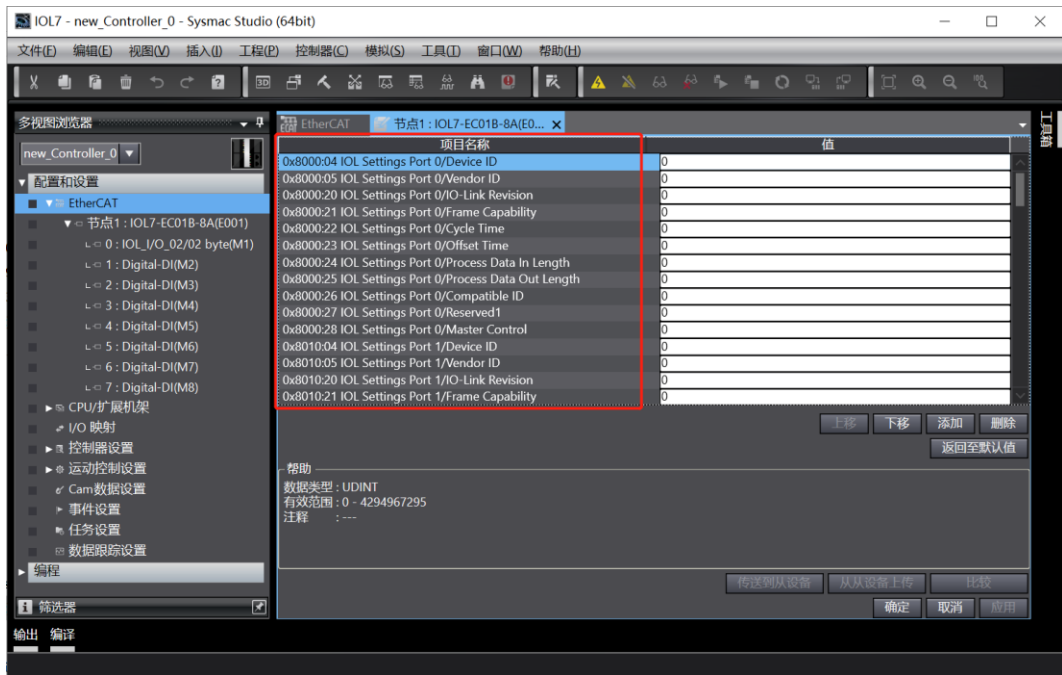 IOL7 - new_Controller_0 - Sysmac Studio (64bit)
文件(F) 编辑(E) 视图(V) 插入(I) 工程(P) 控制器(C) 模拟(S) 工具(T) 窗口(W) 帮助(H)
多视图浏览器
new_Controller_0
配置和设置
EtherCAT
节点1 : IOL7-EC01B-8A(E001)
0 : IOL_I/O_02/02 byte(M1)
1 : Digital-DI(M2)
2 : Digital-DI(M3)
3 : Digital-DI(M4)
4 : Digital-DI(M5)
5 : Digital-DI(M6)
6 : Digital-DI(M7)
7 : Digital-DI(M8)
CPU/扩展机架
I/O 映射
控制器设置
运动控制设置
Cam数据设置
事件设置
任务设置
数据跟踪设置
编程
筛选器
EtherCAT 节点1 : IOL7-EC01B-8A(E0...
工具箱
项目名称 值
0x8000:04 IOL Settings Port 0/Device ID 0
0x8000:05 IOL Settings Port 0/Vendor ID 0
0x8000:20 IOL Settings Port 0/IO-Link Revision 0
0x8000:21 IOL Settings Port 0/Frame Capability 0
0x8000:22 IOL Settings Port 0/Cycle Time 0
0x8000:23 IOL Settings Port 0/Offset Time 0
0x8000:24 IOL Settings Port 0/Process Data In Length 0
0x8000:25 IOL Settings Port 0/Process Data Out Length 0
0x8000:26 IOL Settings Port 0/Compatible ID 0
0x8000:27 IOL Settings Port 0/Reserved1 0
0x8000:28 IOL Settings Port 0/Master Control 0
0x8010:04 IOL Settings Port 1/Device ID 0
0x8010:05 IOL Settings Port 1/Vendor ID 0
0x8010:20 IOL Settings Port 1/IO-Link Revision 0
0x8010:21 IOL Settings Port 1/Frame Capability 0
上移 下移 添加 删除
返回至默认值
帮助
数据类型 : UDINT
有效范围 : 0 - 4294967295
注释 : ---
传送到从设备 从从设备上传 比较
确定 取消 应用
输出 编译